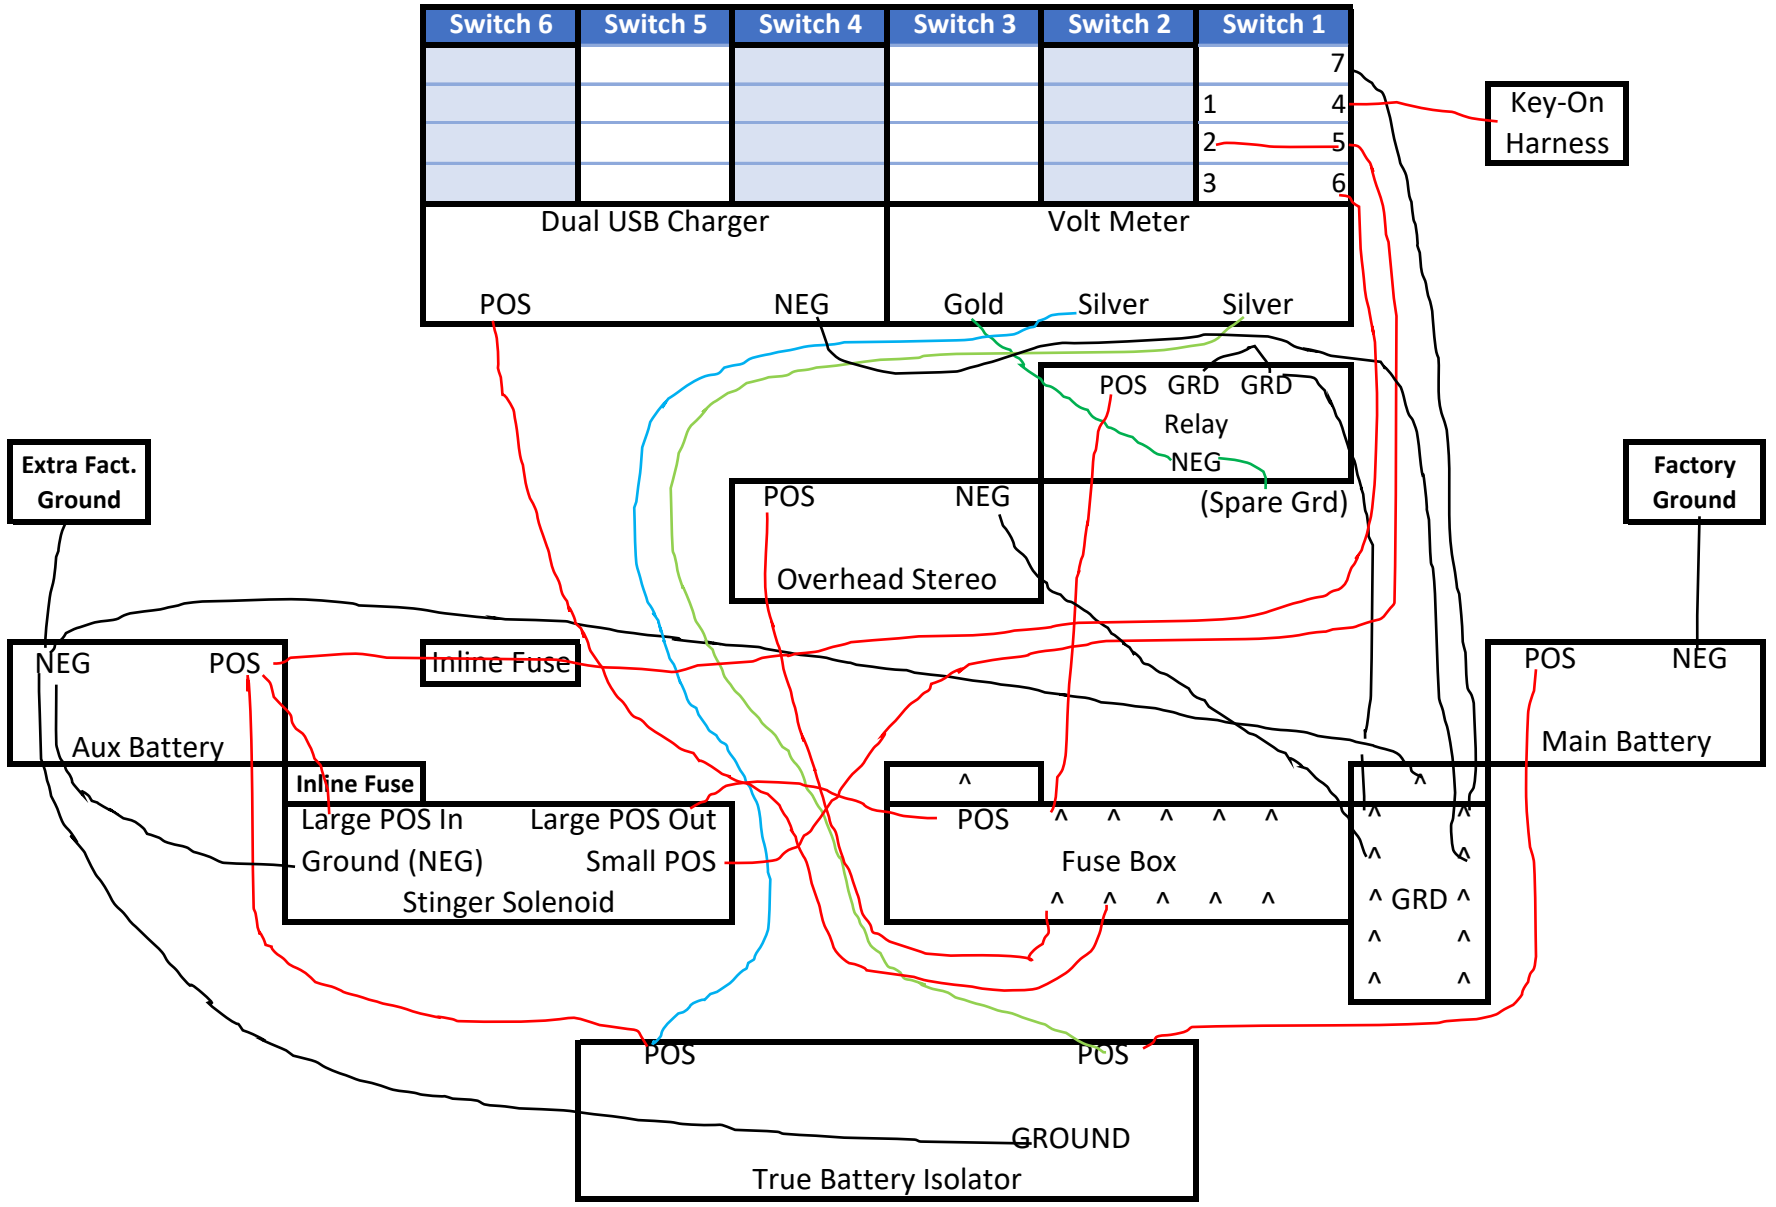 Switch 6 Switch 5 Switch 4 Switch 3 Switch 2 Switch 1
7
1 4
2 5
3 6
Key-On
Harness
Dual USB Charger Volt Meter
POS NEG Gold Silver Silver
POS GRD GRD
Relay
NEG
(Spare Grd)
Extra Fact.
Ground
Factory
Ground
POS NEG
Overhead Stereo
NEG POS
Aux Battery
Inline Fuse
POS NEG
Main Battery
Inline Fuse
Large POS In Large POS Out
Ground (NEG) Small POS
Stinger Solenoid
^
POS ^ ^ ^ ^ ^
Fuse Box
^ ^ ^ ^ ^
^
^ ^
^ ^
^ GRD ^
^ ^
^ ^
POS POS
GROUND
True Battery Isolator